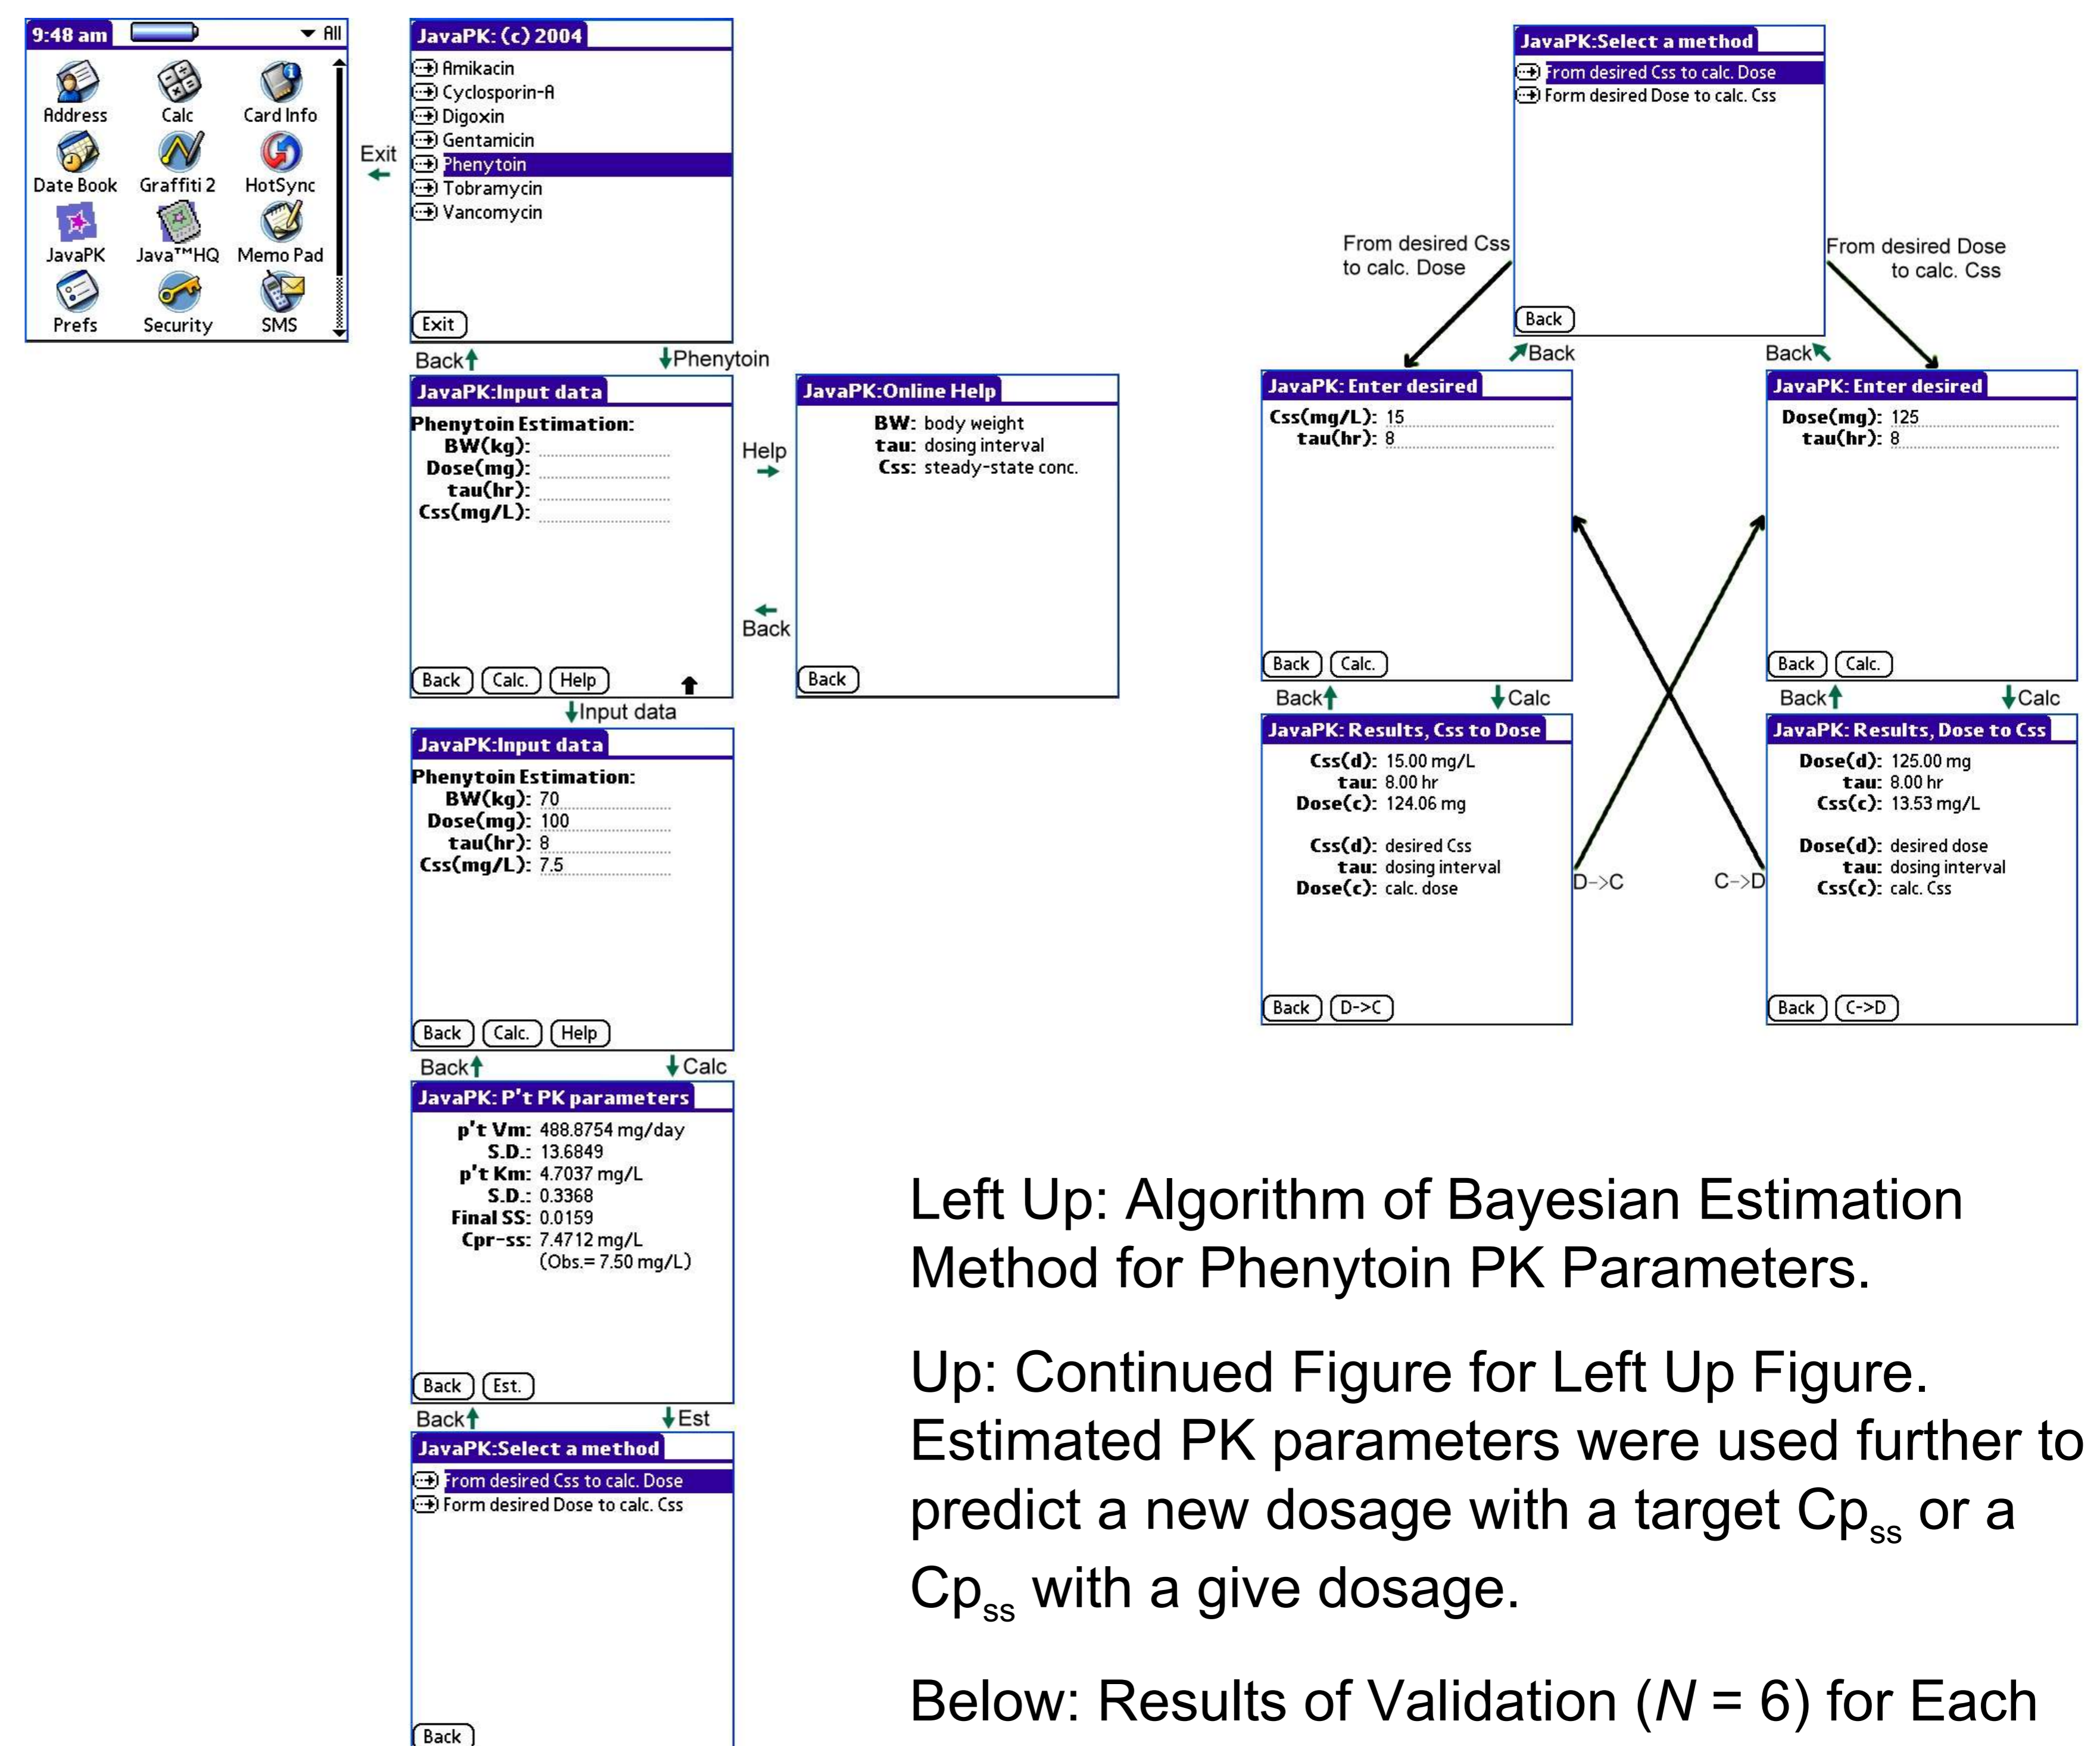 9:48 am
All
Address
Calc
Card Info
Date Book
Graffiti 2
HotSync
JavaPK
Java™HQ
Memo Pad
Prefs
Security
SMS
Exit
JavaPK: (c) 2004
Amikacin
Cyclosporin-A
Digoxin
Gentamicin
Phenytoin
Tobramycin
Vancomycin
Exit
Back
Phenytoin
JavaPK:Input data
Phenytoin Estimation:
BW(kg):
Dose(mg):
tau(hr):
Css(mg/L):
Back Calc. Help
Help
Back
JavaPK:Online Help
BW: body weight
tau: dosing interval
Css: steady-state conc.
Back
Input data
JavaPK:Input data
Phenytoin Estimation:
BW(kg): 70
Dose(mg): 100
tau(hr): 8
Css(mg/L): 7.5
Back Calc. Help
Back
Calc
JavaPK: P't PK parameters
p't Vm: 488.8754 mg/day
S.D.: 13.6849
p't Km: 4.7037 mg/L
S.D.: 0.3368
Final SS: 0.0159
Cpr-ss: 7.4712 mg/L
(Obs.= 7.50 mg/L)
Back Est.
Back
Est
JavaPK:Select a method
From desired Css to calc. Dose
Form desired Dose to calc. Css
Back
JavaPK:Select a method
From desired Css to calc. Dose
Form desired Dose to calc. Css
Back
From desired Css
to calc. Dose
From desired Dose
to calc. Css
Back
Back
JavaPK: Enter desired
Css(mg/L): 15
tau(hr): 8
Back Calc.
JavaPK: Enter desired
Dose(mg): 125
tau(hr): 8
Back Calc.
Back
Calc
Back
Calc
JavaPK: Results, Css to Dose
Css(d): 15.00 mg/L
tau: 8.00 hr
Dose(c): 124.06 mg
Css(d): desired Css
tau: dosing interval
Dose(c): calc. dose
Back D->C
D->C
C->D
JavaPK: Results, Dose to Css
Dose(d): 125.00 mg
tau: 8.00 hr
Css(c): 13.53 mg/L
Dose(d): desired dose
tau: dosing interval
Css(c): calc. Css
Back C->D
Left Up: Algorithm of Bayesian Estimation
Method for Phenytoin PK Parameters.
Up: Continued Figure for Left Up Figure.
Estimated PK parameters were used further to
predict a new dosage with a target Cpss or a
Cpss with a give dosage.
Below: Results of Validation (N = 6) for Each